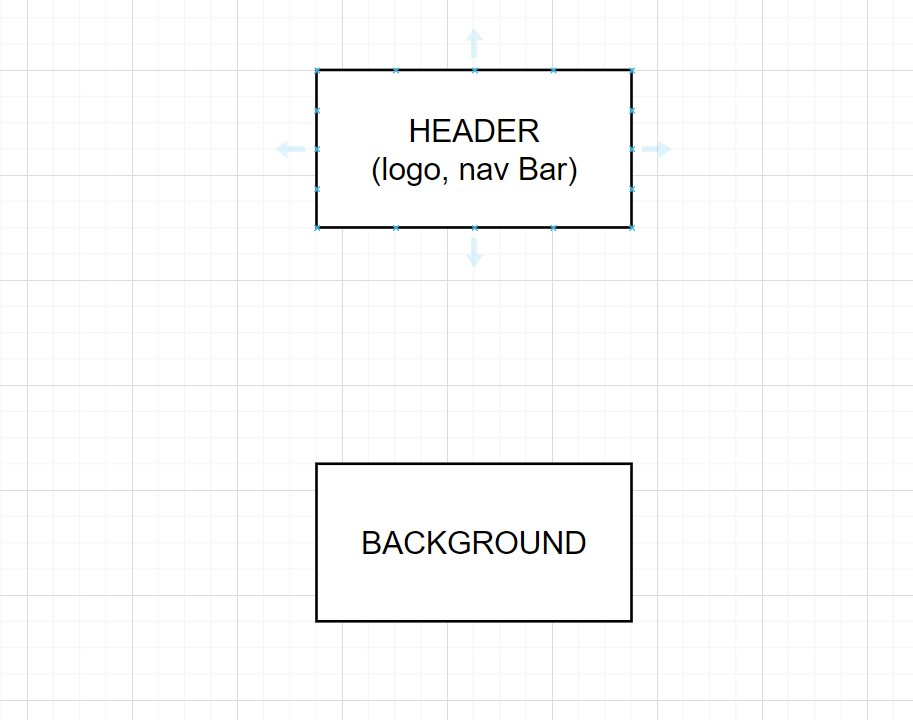 HEADER
(logo, nav Bar)
BACKGROUND